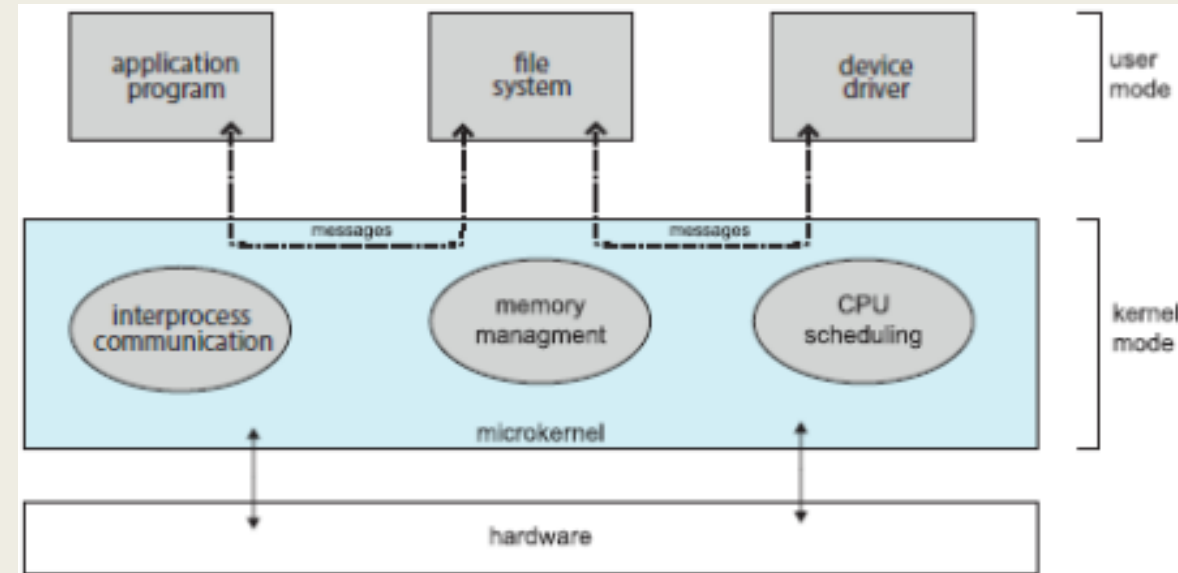 application
program
file
system
device
driver
user
mode
messages
messages
interprocess
communication
memory
managment
CPU
scheduling
kernel
mode
microkernel
hardware